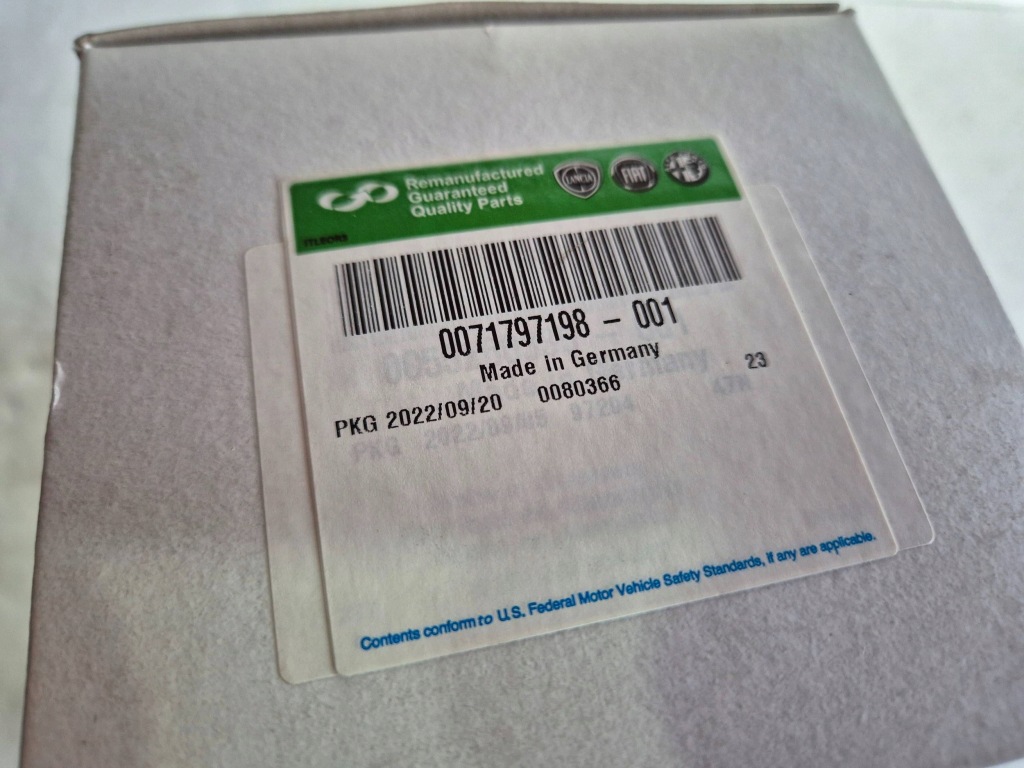 Remanufactured
Guaranteed
Quality Parts
LANCIA
FIAT
0071797198 - 001
Made in Germany
23
PKG 2022/09/20 0080366
Contents conform to U.S. Federal Motor Vehicle Safety Standards, if any are applicable.